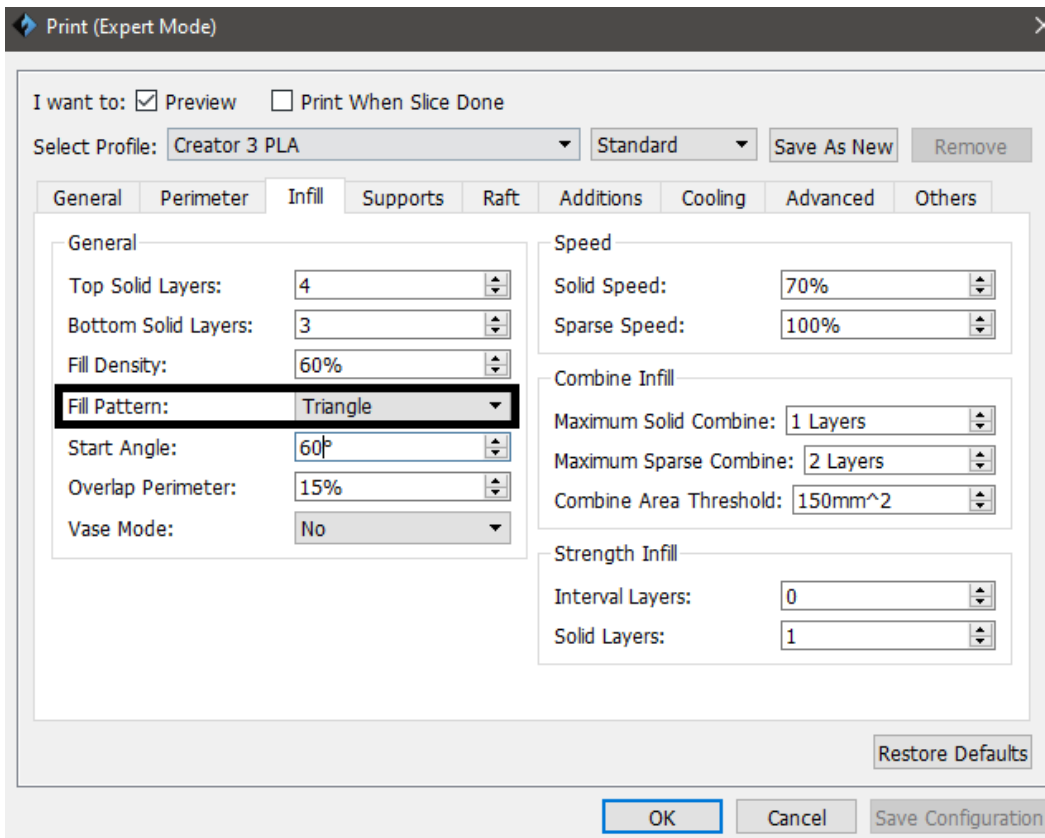 Print (Expert Mode)
I want to: Preview Print When Slice Done
Select Profile: Creator 3 PLA Standard Save As New Remove
General Perimeter Infill Supports Raft Additions Cooling Advanced Others
General
Top Solid Layers: 4
Bottom Solid Layers: 3
Fill Density: 60%
Fill Pattern: Triangle
Start Angle: 60°
Overlap Perimeter: 15%
Vase Mode: No
Speed
Solid Speed: 70%
Sparse Speed: 100%
Combine Infill
Maximum Solid Combine: 1 Layers
Maximum Sparse Combine: 2 Layers
Combine Area Threshold: 150mm^2
Strength Infill
Interval Layers: 0
Solid Layers: 1
Restore Defaults
OK Cancel Save Configuration